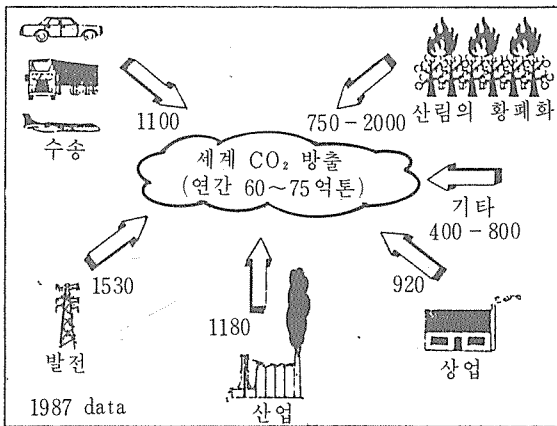 수송
1100
750-2000
산림의 황폐화
세계 CO₂ 방출
(연간 60～75억톤)
기타
400-800
1530
발전
1180
산업
920
상업
1987 data